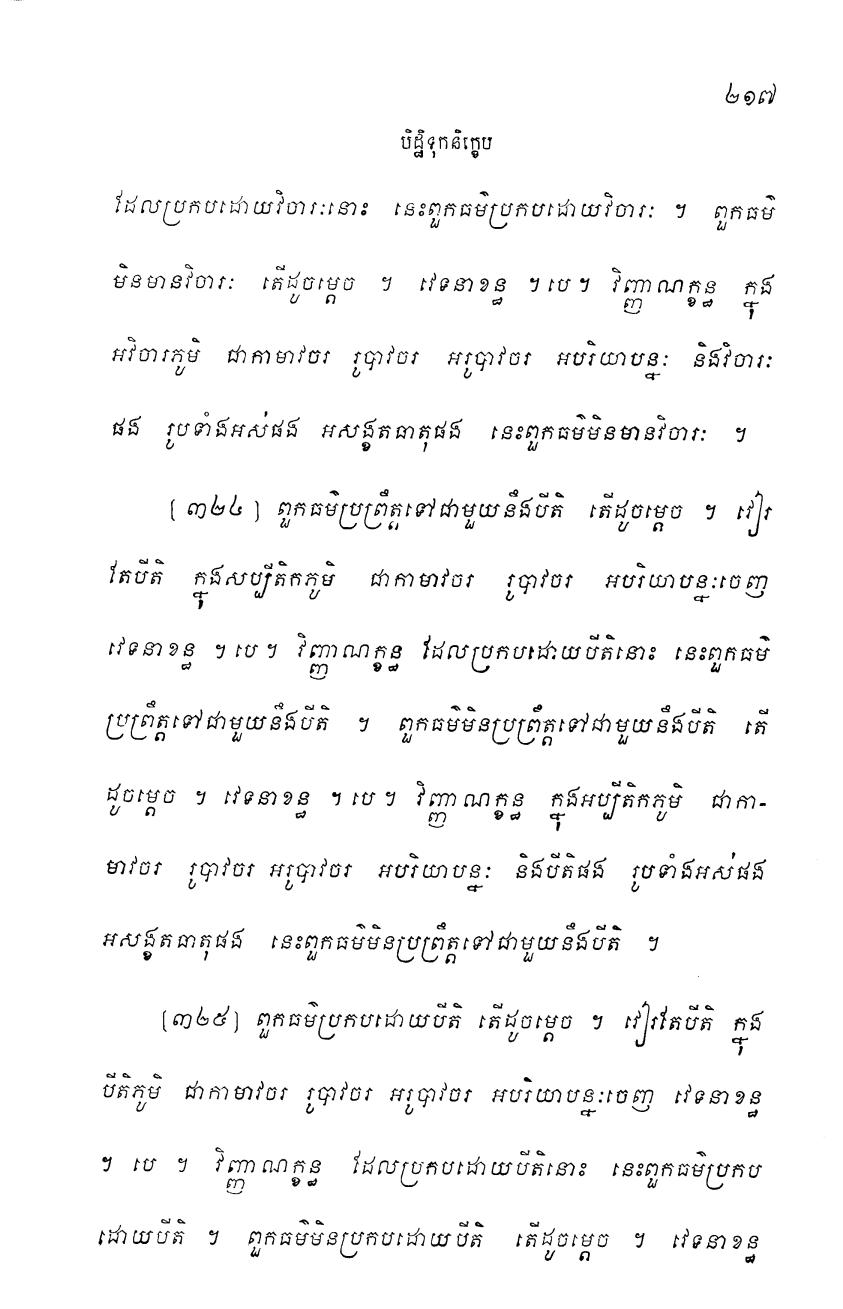 ២១៧
បិដ្ឋិទុកនិក្ខេប
ដែលប្រកបដោយវិចារៈនោះ នេះពួកធម៌ប្រកបដោយវិចារៈ ។ ពួកធម៌
មិនមានវិចារៈ តើដូចម្តេច ។ វេទនាខន្ធ ។ បេ ។ វិញ្ញាណក្ខន្ធ ក្នុង
អវិចារភូមិ ជាកាមាវចរ រូបាវចរ អរូបាវចរ អបរិយាបន្នៈ និងវិចារៈ
ផង រូបទាំងអស់ផង អសង្ខតធាតុផង នេះពួកធម៌មិនមានវិចារៈ ។
[ ៣២៤ ] ពួកធម៌ប្រព្រឹត្តទៅជាមួយនឹងបីតិ តើដូចម្តេច ។ វៀរ
តែបីតិ ក្នុងសប្បីតិកភូមិ ជាកាមាវចរ រូបាវចរ អបរិយាបន្នៈចេញ
វេទនាខន្ធ ។ បេ ។ វិញ្ញាណក្ខន្ធ ដែលប្រកបដោយបីតិនោះ នេះពួកធម៌
ប្រព្រឹត្តទៅជាមួយនឹងបីតិ ។ ពួកធម៌មិនប្រព្រឹត្តទៅជាមួយនឹងបីតិ តើ
ដូចម្តេច ។ វេទនាខន្ធ ។ បេ ។ វិញ្ញាណក្ខន្ធ ក្នុងអប្បីតិកភូមិ ជាកា-
មាវចរ រូបាវចរ អរូបាវចរ អបរិយាបន្នៈ និងបីតិផង រូបទាំងអស់ផង
អសង្ខតធាតុផង នេះពួកធម៌មិនប្រព្រឹត្តទៅជាមួយនឹងបីតិ ។
[៣២៥] ពួកធម៌ប្រកបដោយបីតិ តើដូចម្តេច ។ វៀរតែបីតិ ក្នុង
បីតិភូមិ ជាកាមាវចរ រូបាវចរ អរូបាវចរ អបរិយាបន្នៈចេញ វេទនាខន្ធ
។ បេ ។ វិញ្ញាណក្ខន្ធ ដែលប្រកបដោយបីតិនោះ នេះពួកធម៌ប្រកប
ដោយបីតិ ។ ពួកធម៌មិនប្រកបដោយបីតិ តើដូចម្តេច ។ វេទនាខន្ធ